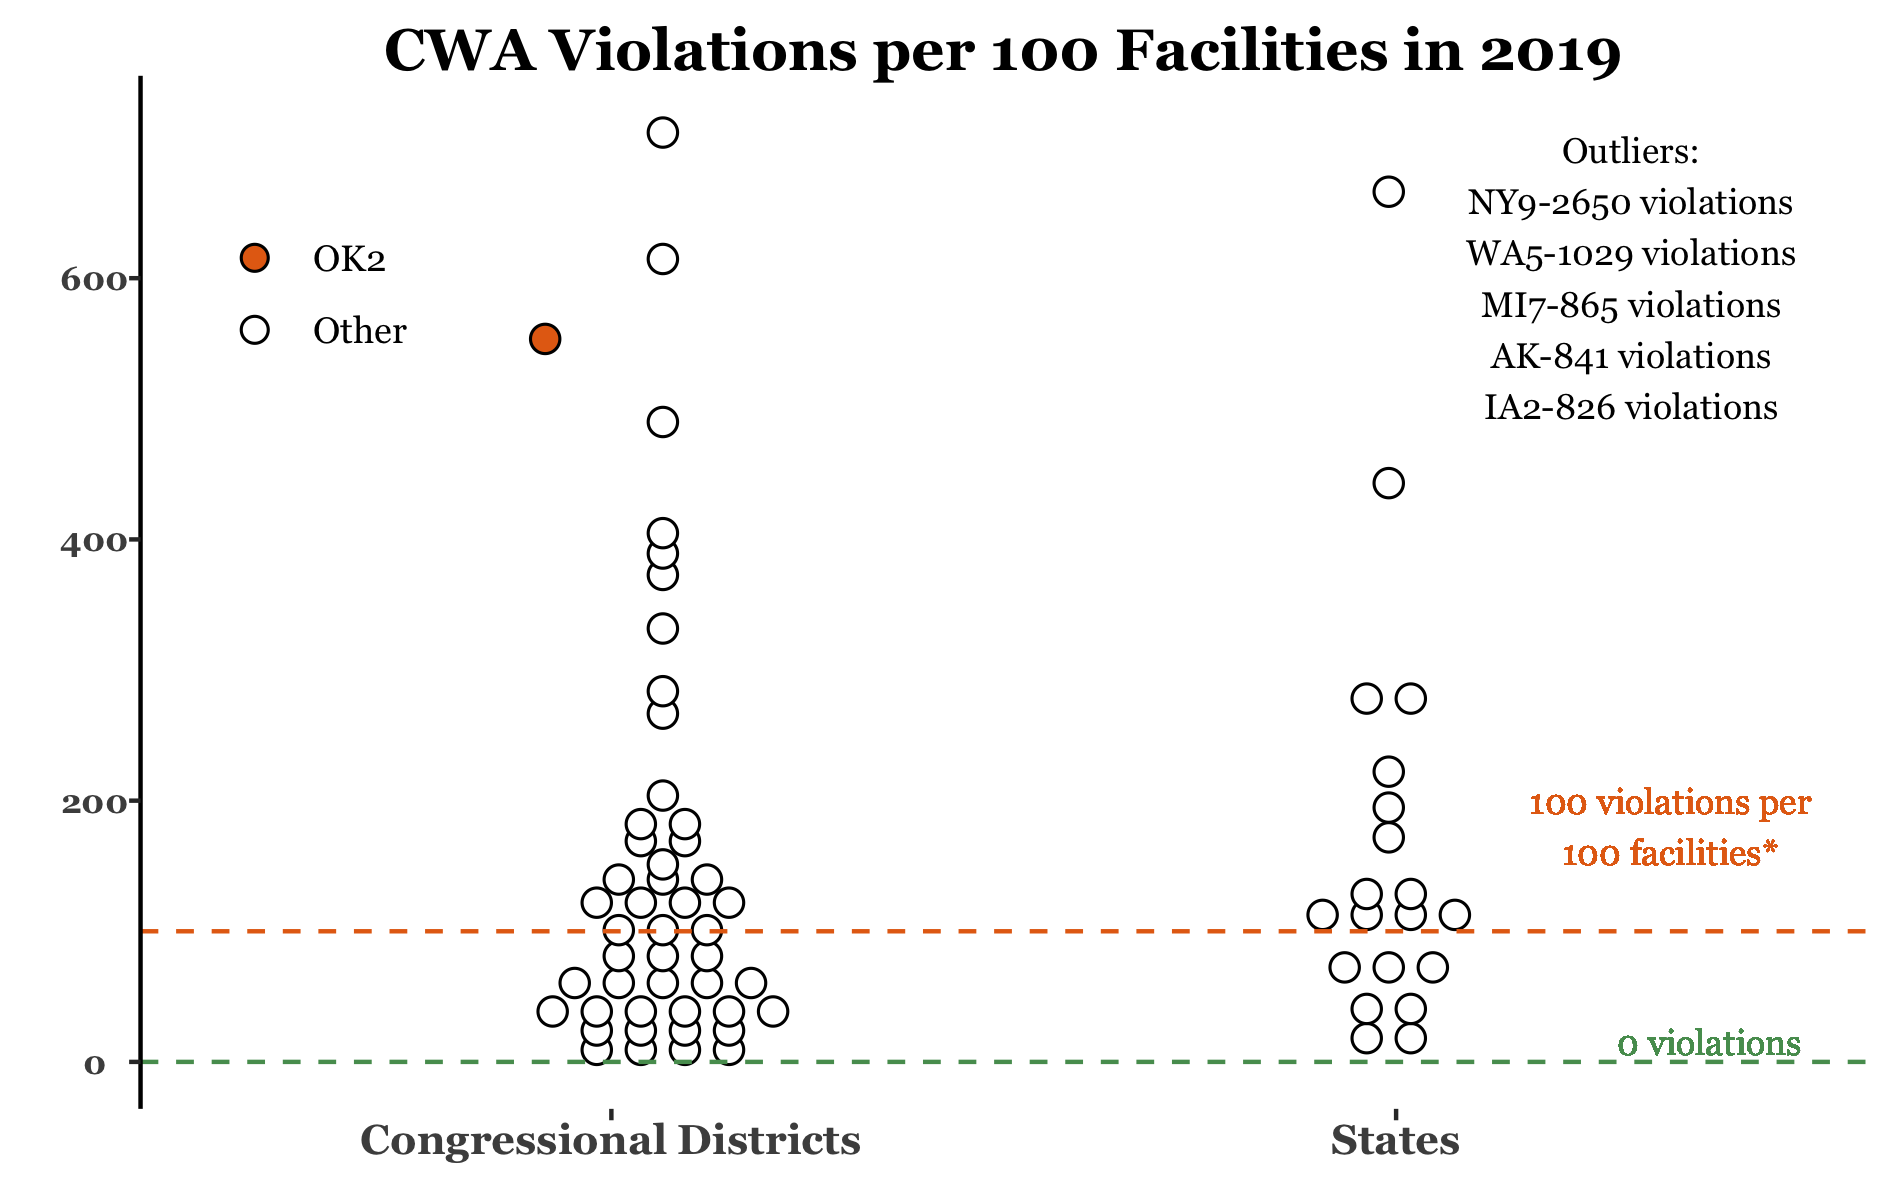 CWA Violations per 100 Facilities in 2019
Outliers:
NY9-2650 violations
WA5-1029 violations
MI7-865 violations
AK-841 violations
IA2-826 violations
OK2
Other
600
400
200
0
100 violations per
100 facilities*
0 violations
Congressional Districts
States